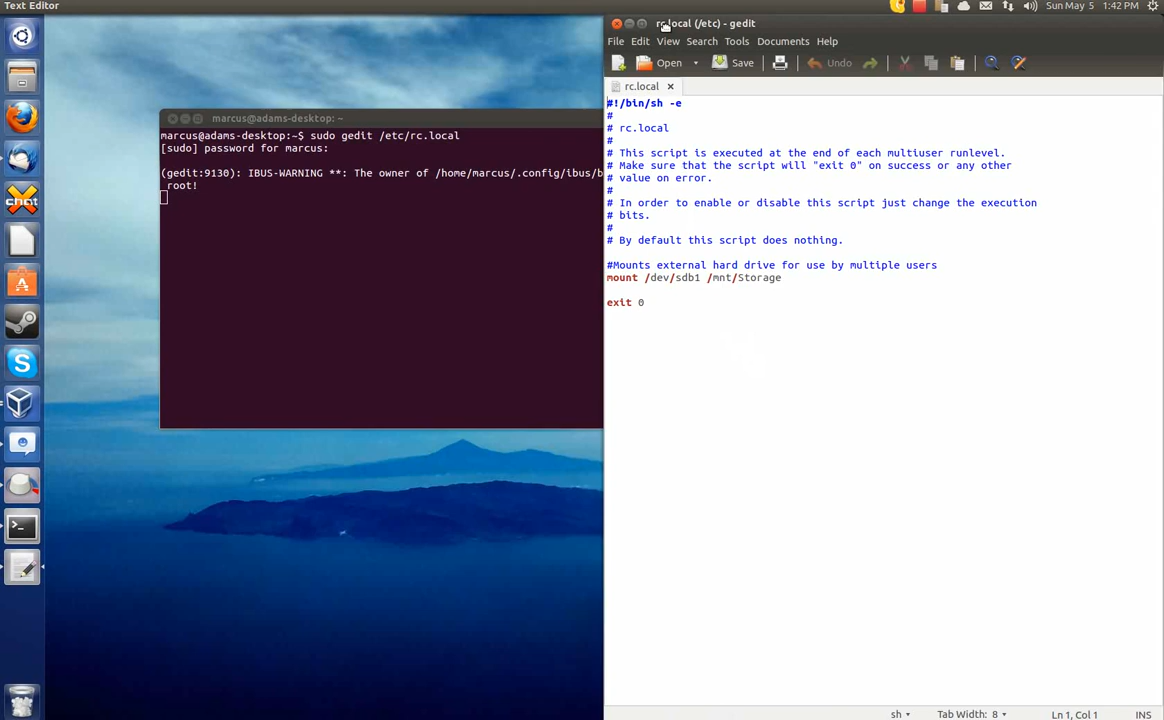 Text Editor
Sun May 5
1:42 PM
marcus@adams-desktop: ~
marcus@adams-desktop:~$ sudo gedit /etc/rc.local
[sudo] password for marcus:
(gedit:9130): IBUS-WARNING **: The owner of /home/marcus/.config/ibus/b
root!
rc.local (/etc) - gedit
File Edit View Search Tools Documents Help
Open Save Undo
rc.local
#!/bin/sh -e
#
# rc.local
#
# This script is executed at the end of each multiuser runlevel.
# Make sure that the script will "exit 0" on success or any other
# value on error.
#
# In order to enable or disable this script just change the execution
# bits.
#
# By default this script does nothing.
#Mounts external hard drive for use by multiple users
mount /dev/sdb1 /mnt/Storage
exit 0
sh Tab Width: 8 Ln 1, Col 1 INS
chat